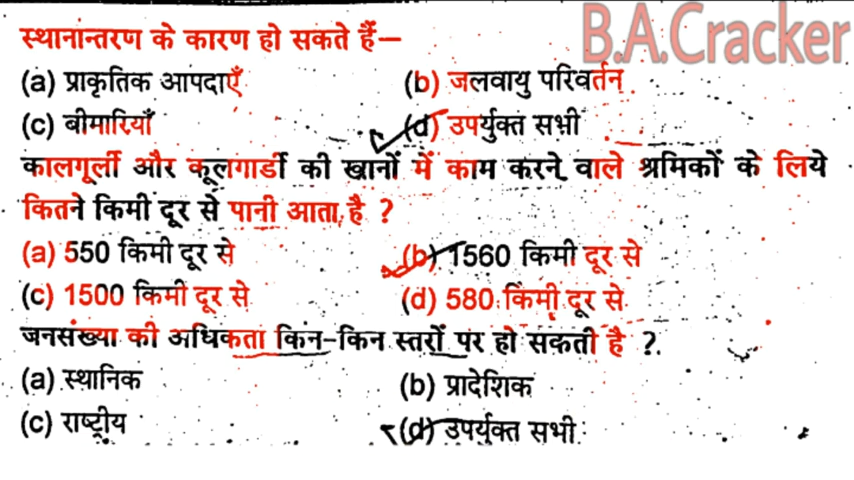 B.A.Cracker
स्थानांन्तरण के कारण हो सकते हैं–
(a) प्राकृतिक आपदाएँ (b) जलवायु परिवर्तन
(c) बीमारियाँ (d) उपर्युक्त सभी
कालगूर्ली और कूलगार्डी की खानों में काम करने वाले श्रमिकों के लिये
कितने किमी दूर से पानी आता है ?
(a) 550 किमी दूर से (b) 1560 किमी दूर से
(c) 1500 किमी दूर से (d) 580 किमी दूर से
जनसंख्या की अधिकता किन-किन स्तरों पर हो सकती है ?
(a) स्थानिक (b) प्रादेशिक
(c) राष्ट्रीय (d) उपर्युक्त सभी